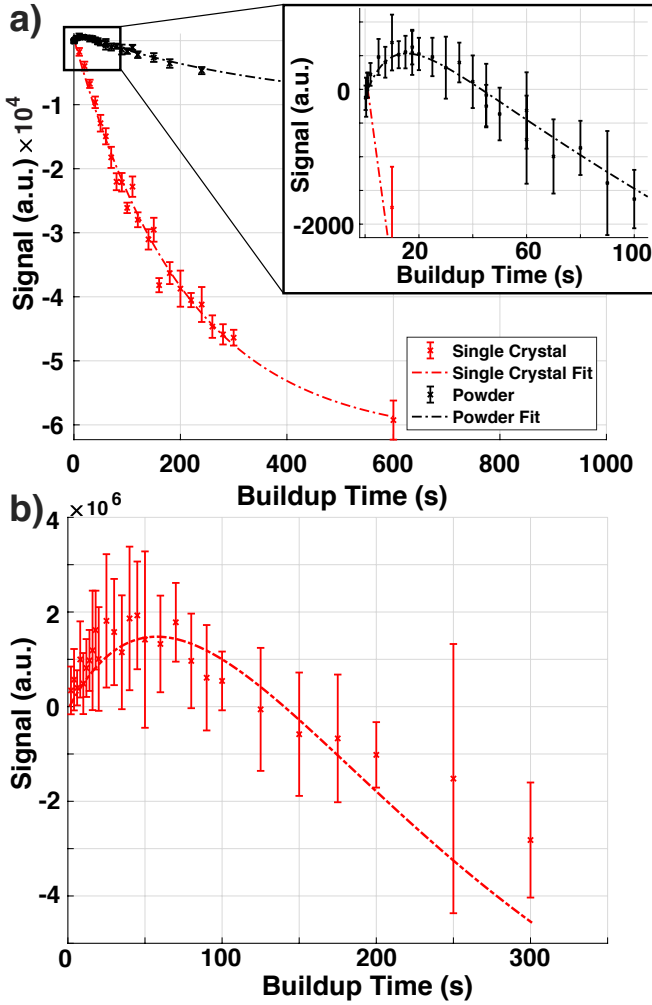 a)
Signal (a.u.) ×10⁴
-1
-2
-3
-4
-5
-6
0
200
400
600
800
1000
Buildup Time (s)
Signal (a.u.)
0
-2000
20
40
60
80
100
Buildup Time (s)
Single Crystal
Single Crystal Fit
Powder
Powder Fit
b)
×10⁶
Signal (a.u.)
4
2
0
-2
-4
0
100
200
300
Buildup Time (s)